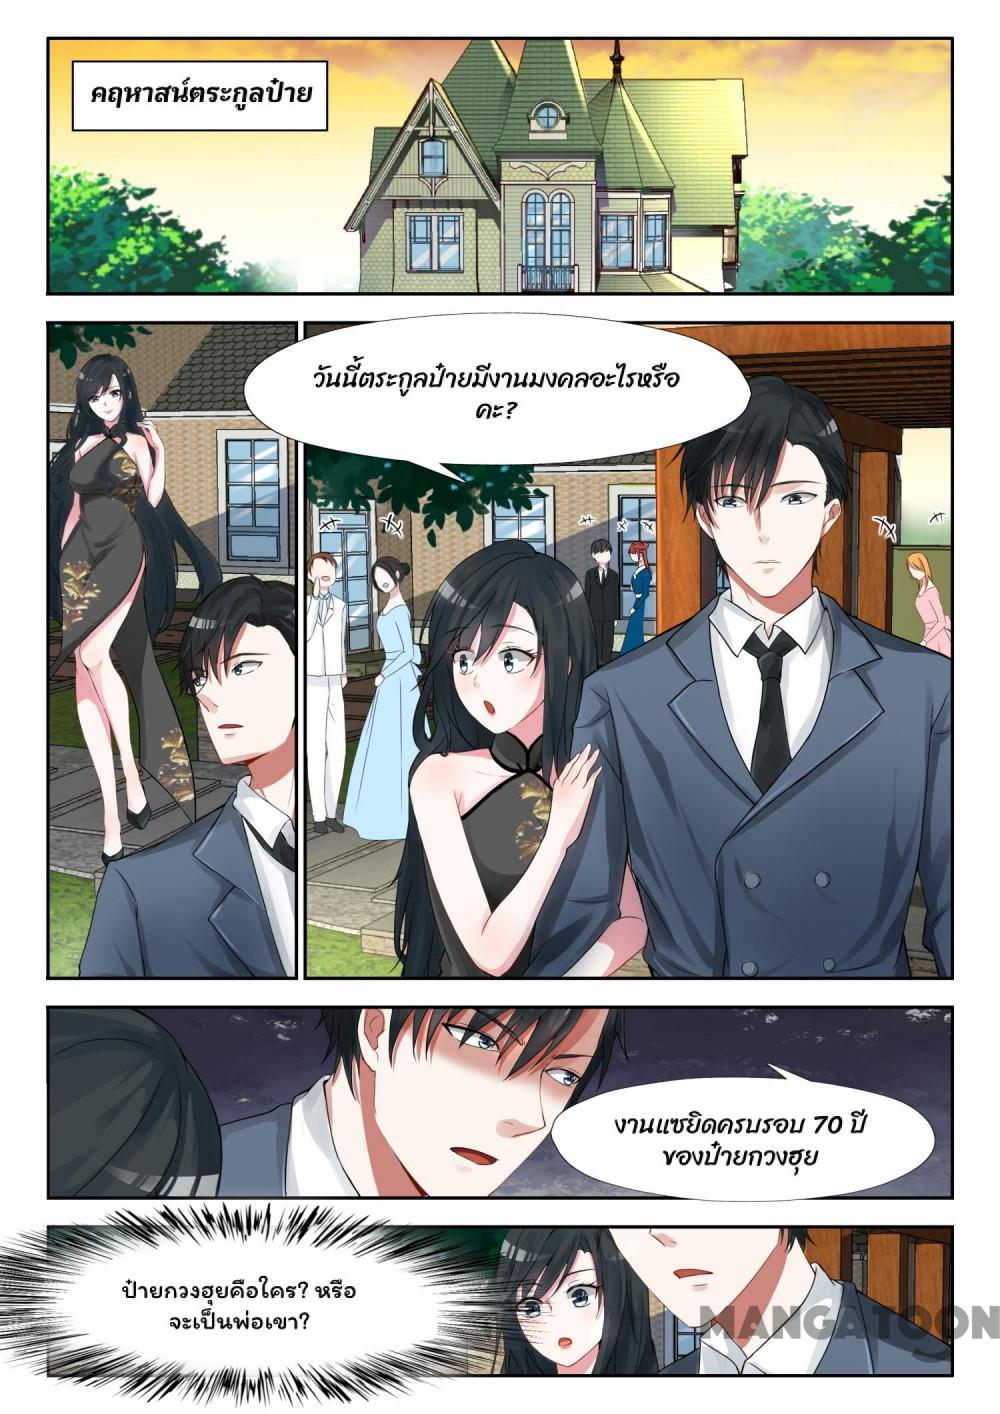 คฤหาสน์ตระกูลป๋าย
วันนี้ตระกูลป๋ายมีงานมงคลอะไรหรือ
คะ?
งานแซยิดครบรอบ 70 ปี
ของป๋ายกวงฮุย
ป๋ายกวงฮุยคือใคร? หรือ
จะเป็นพ่อเขา?
MANGATOON